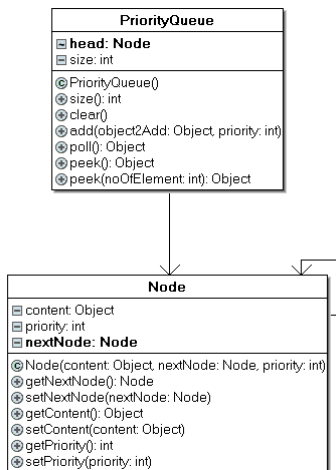 PriorityQueue
head: Node
size: int
PriorityQueue()
size(): int
clear()
add(object2Add: Object, priority: int)
poll(): Object
peek(): Object
peek(noOfElement: int): Object
Node
content: Object
priority: int
nextNode: Node
Node(content: Object, nextNode: Node, priority: int)
getNextNode(): Node
setNextNode(nextNode: Node)
getContent(): Object
setContent(content: Object)
getPriority(): int
setPriority(priority: int)